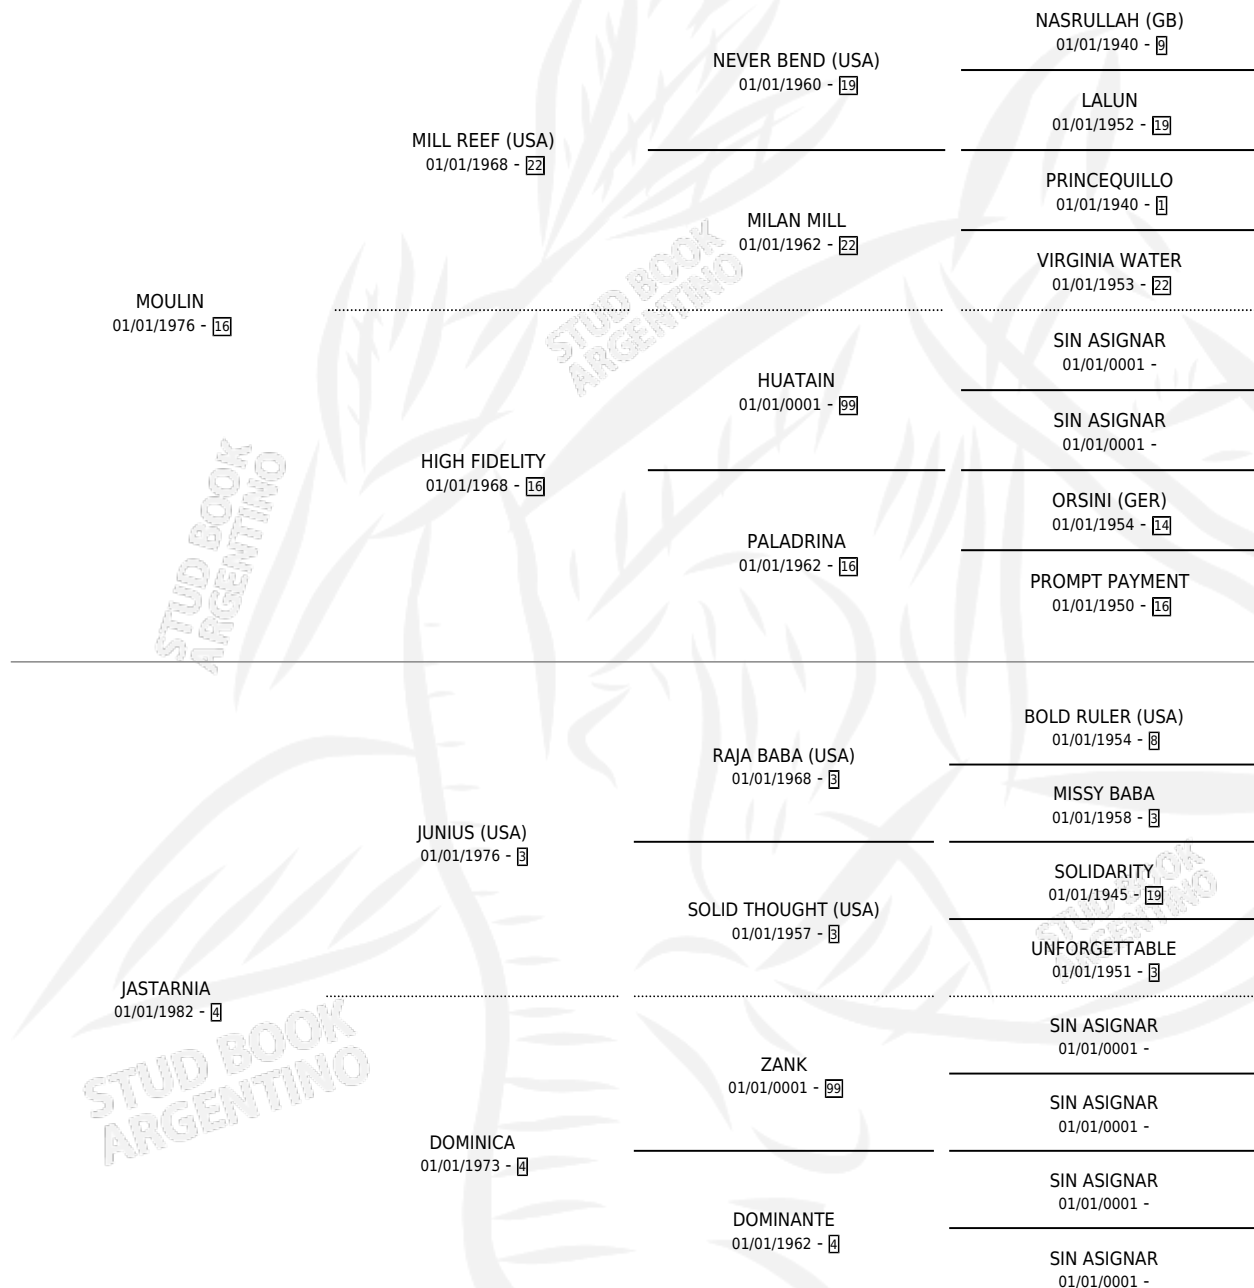 NASRULLAH (GB)
01/01/1940 - 9
NEVER BEND (USA)
01/01/1960 - 19
LALUN
01/01/1952 - 19
MILL REEF (USA)
01/01/1968 - 22
PRINCEQUILLO
01/01/1940 - 1
MILAN MILL
01/01/1962 - 22
VIRGINIA WATER
01/01/1953 - 22
MOULIN
01/01/1976 - 16
SIN ASIGNAR
01/01/0001 -
HUATAIN
01/01/0001 - 99
SIN ASIGNAR
01/01/0001 -
HIGH FIDELITY
01/01/1968 - 16
ORSINI (GER)
01/01/1954 - 14
PALADRINA
01/01/1962 - 16
PROMPT PAYMENT
01/01/1950 - 16
BOLD RULER (USA)
01/01/1954 - 8
RAJA BABA (USA)
01/01/1968 - 3
MISSY BABA
01/01/1958 - 3
JUNIUS (USA)
01/01/1976 - 3
SOLIDARITY
01/01/1945 - 19
SOLID THOUGHT (USA)
01/01/1957 - 3
UNFORGETTABLE
01/01/1951 - 3
JASTARNIA
01/01/1982 - 4
SIN ASIGNAR
01/01/0001 -
ZANK
01/01/0001 - 99
SIN ASIGNAR
01/01/0001 -
DOMINICA
01/01/1973 - 4
SIN ASIGNAR
01/01/0001 -
DOMINANTE
01/01/1962 - 4
SIN ASIGNAR
01/01/0001 -
STUD BOOK
ARGENTINO
STUD BOOK
ARGENTINO
STUD BOOK
ARGENTINO
STUD BOOK
ARGENTINO